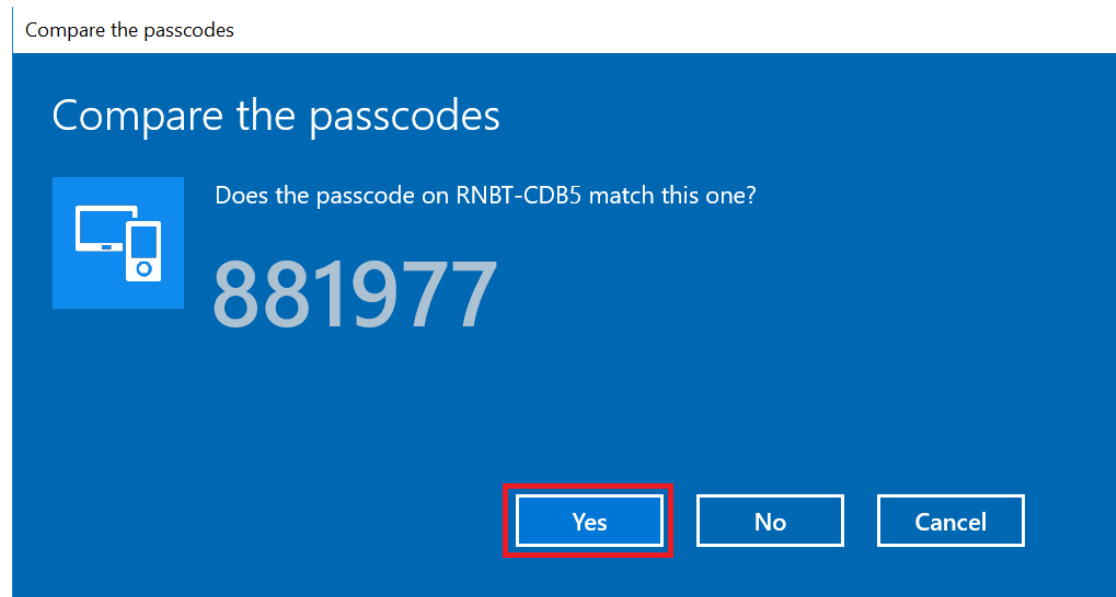 Compare the passcodes
Compare the passcodes
Does the passcode on RNBT-CDB5 match this one?
881977
Yes No Cancel